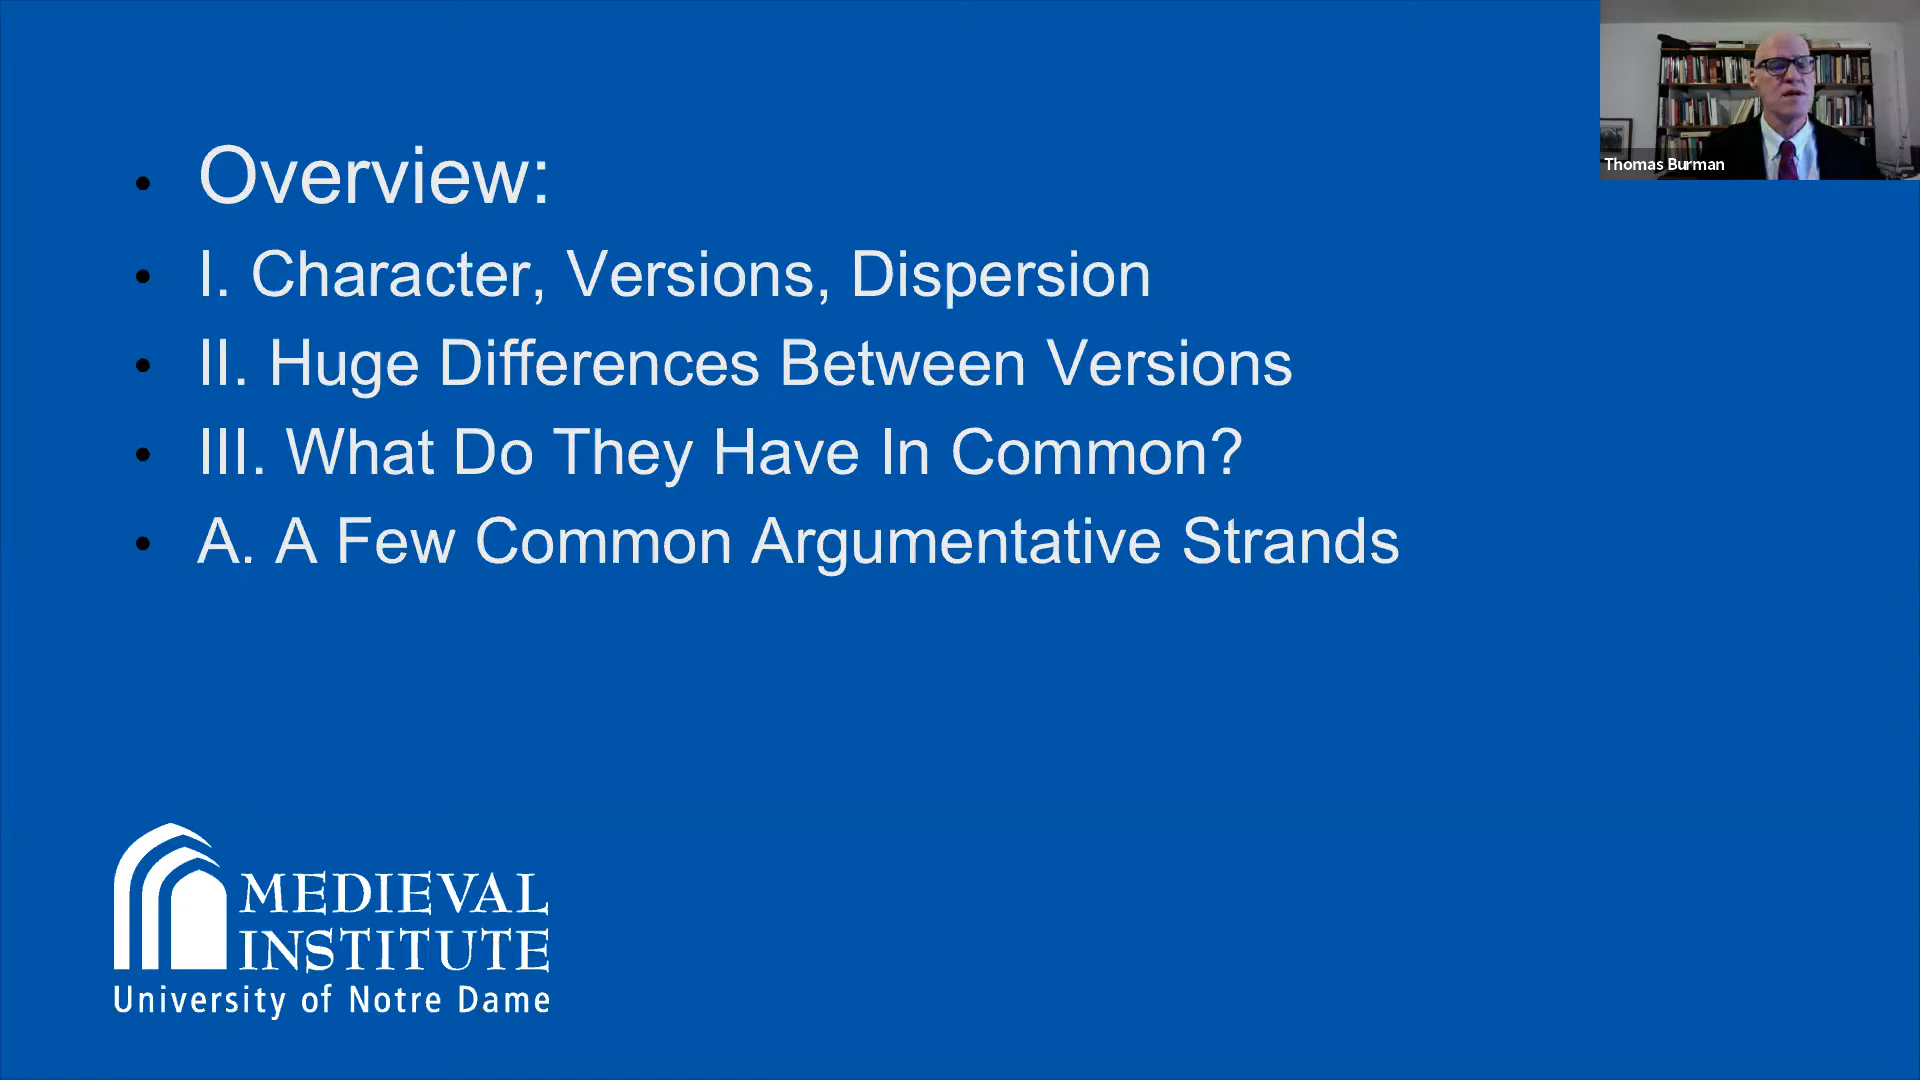 Overview:
I. Character, Versions, Dispersion
II. Huge Differences Between Versions
III. What Do They Have In Common?
A. A Few Common Argumentative Strands
Thomas Burman
MEDIEVAL
INSTITUTE
University of Notre Dame